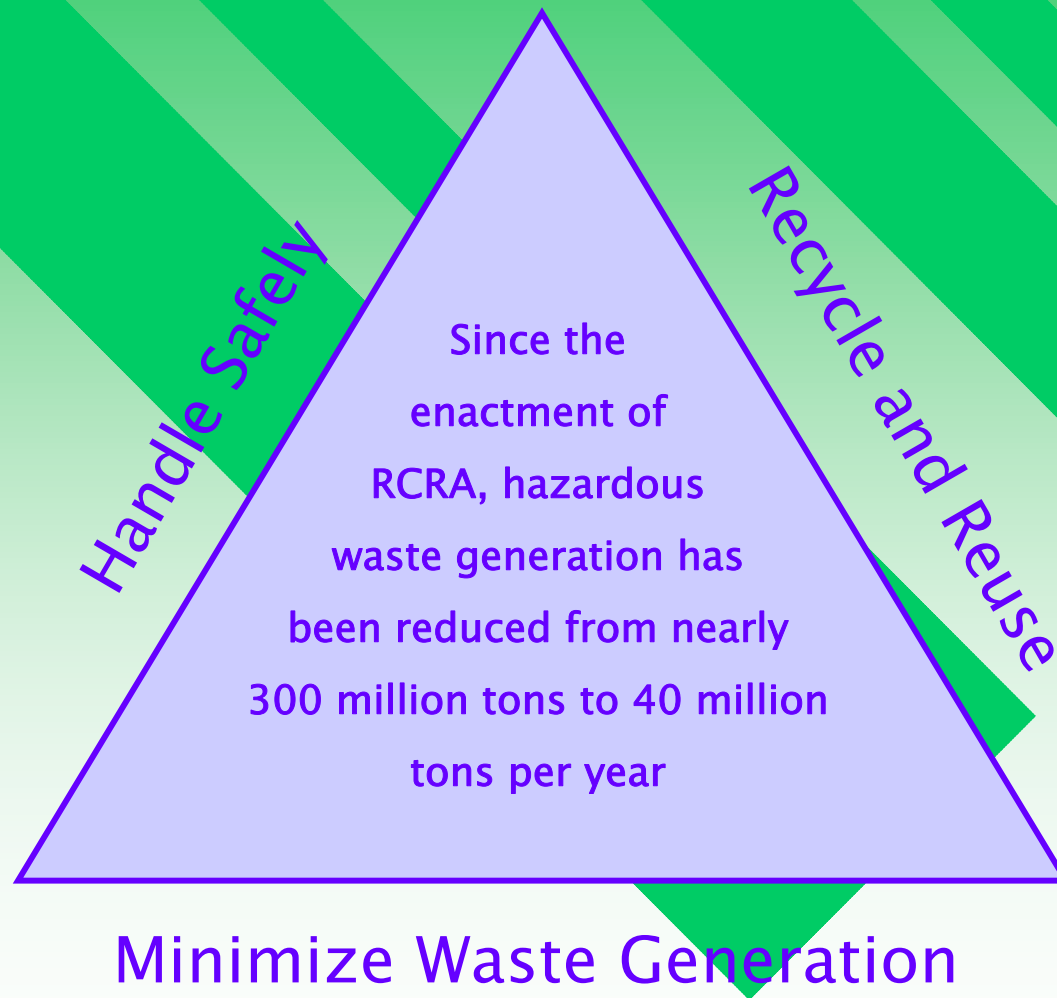 Handle Safely
Recycle and Reuse
Since the
enactment of
RCRA, hazardous
waste generation has
been reduced from nearly
300 million tons to 40 million
tons per year
Minimize Waste Generation